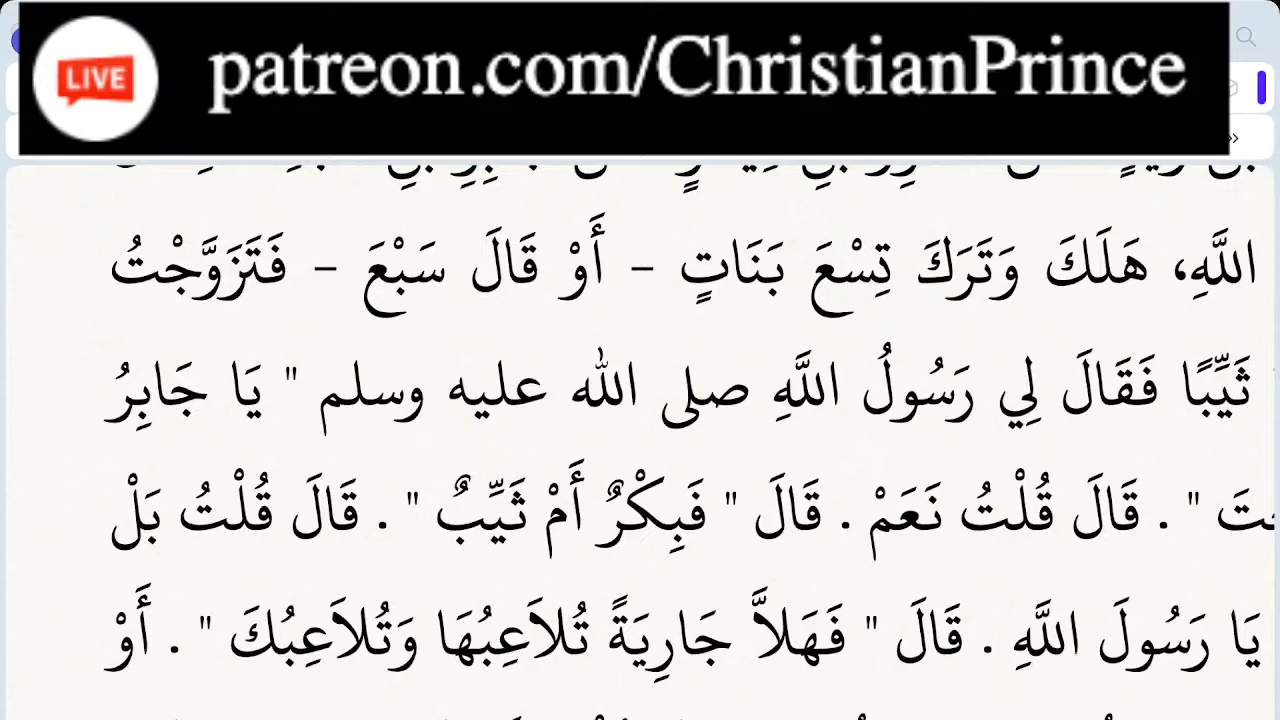 LIVE
patreon.com/ChristianPrince
اللَّهِ، هَلَكَ وَتَرَكَ تِسْعَ بَنَاتٍ - أَوْ قَالَ سَبْعَ - فَتَزَوَّجْتُ
ثَيِّبًا فَقَالَ لِي رَسُولُ اللَّهِ صلى الله عليه وسلم " يَا جَابِرُ
" . قَالَ قُلْتُ نَعَمْ . قَالَ " فَبِكْرٌ أَمْ ثَيِّبٌ " . قَالَ قُلْتُ بَلْ
يَا رَسُولَ اللَّهِ . قَالَ " فَهَلاَّ جَارِيَةً تُلاَعِبُهَا وَتُلاَعِبُكَ " . أَوْ